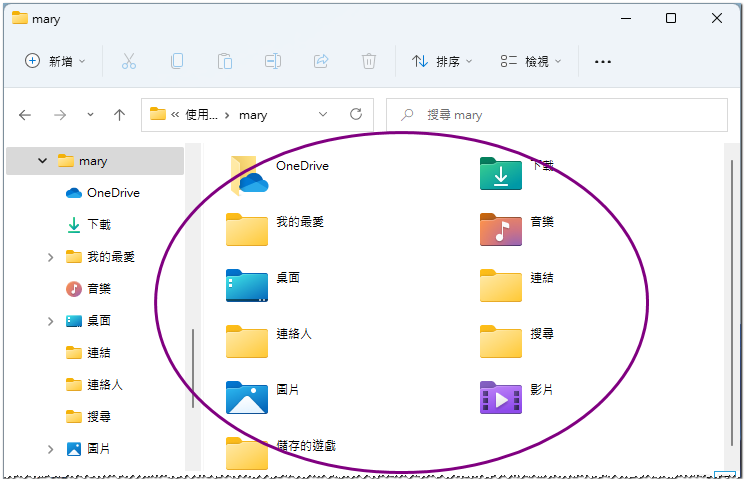 mary
新增
排序
檢視
使用...
mary
搜尋 mary
mary
OneDrive
下載
我的最愛
音樂
桌面
連結
連絡人
搜尋
圖片
OneDrive
下載
我的最愛
音樂
桌面
連結
連絡人
搜尋
圖片
影片
儲存的遊戲